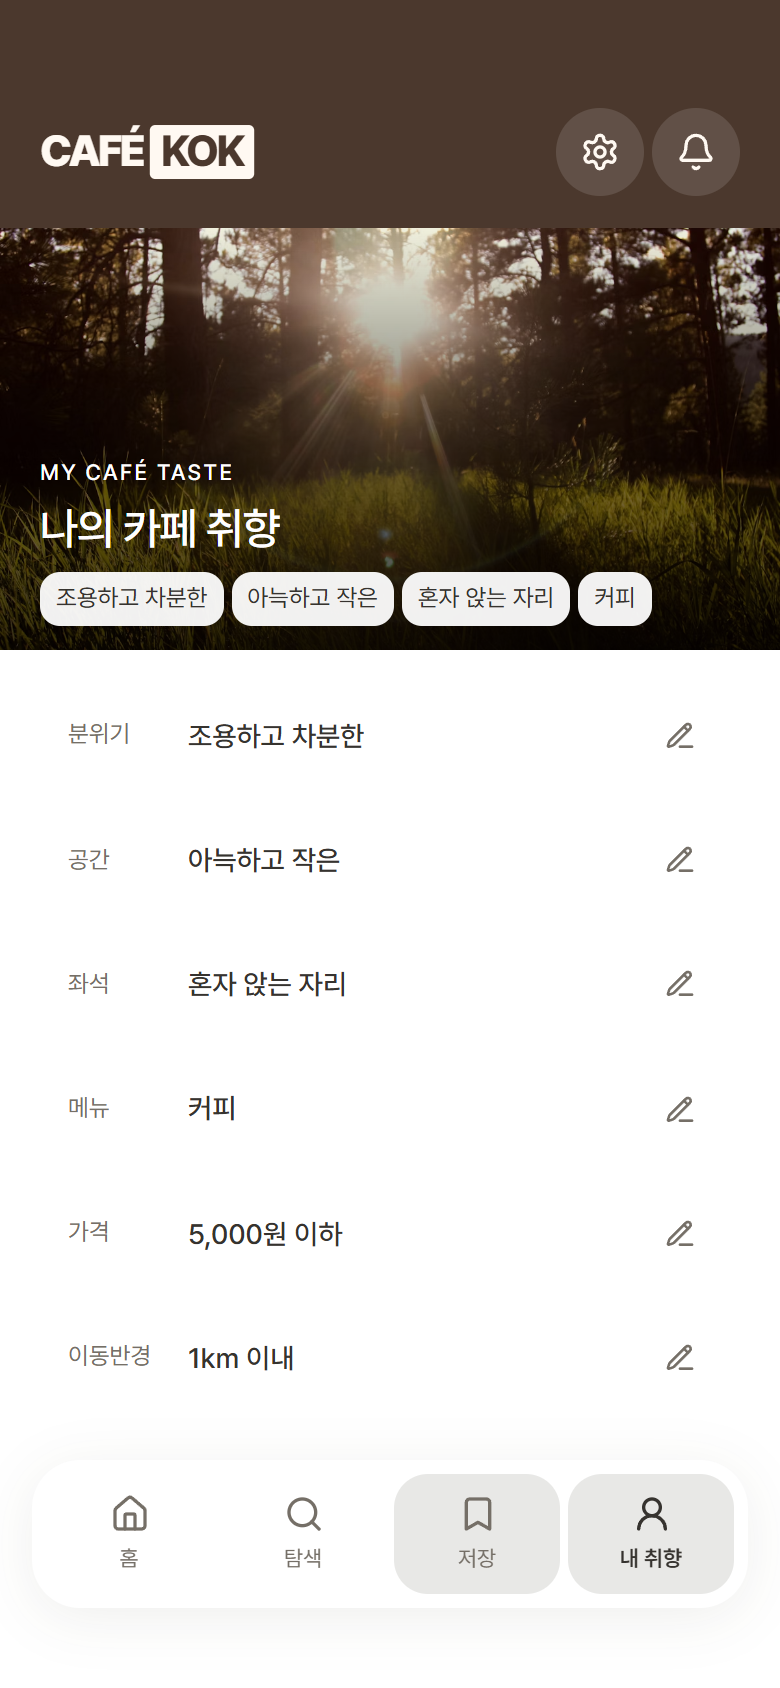 CAFÉ KOK
MY CAFÉ TASTE
나의 카페 취향
조용하고 차분한 아늑하고 작은 혼자 앉는 자리 커피
분위기 조용하고 차분한
공간 아늑하고 작은
좌석 혼자 앉는 자리
메뉴 커피
가격 5,000원 이하
이동반경 1km 이내
홈 탐색 저장 내 취향